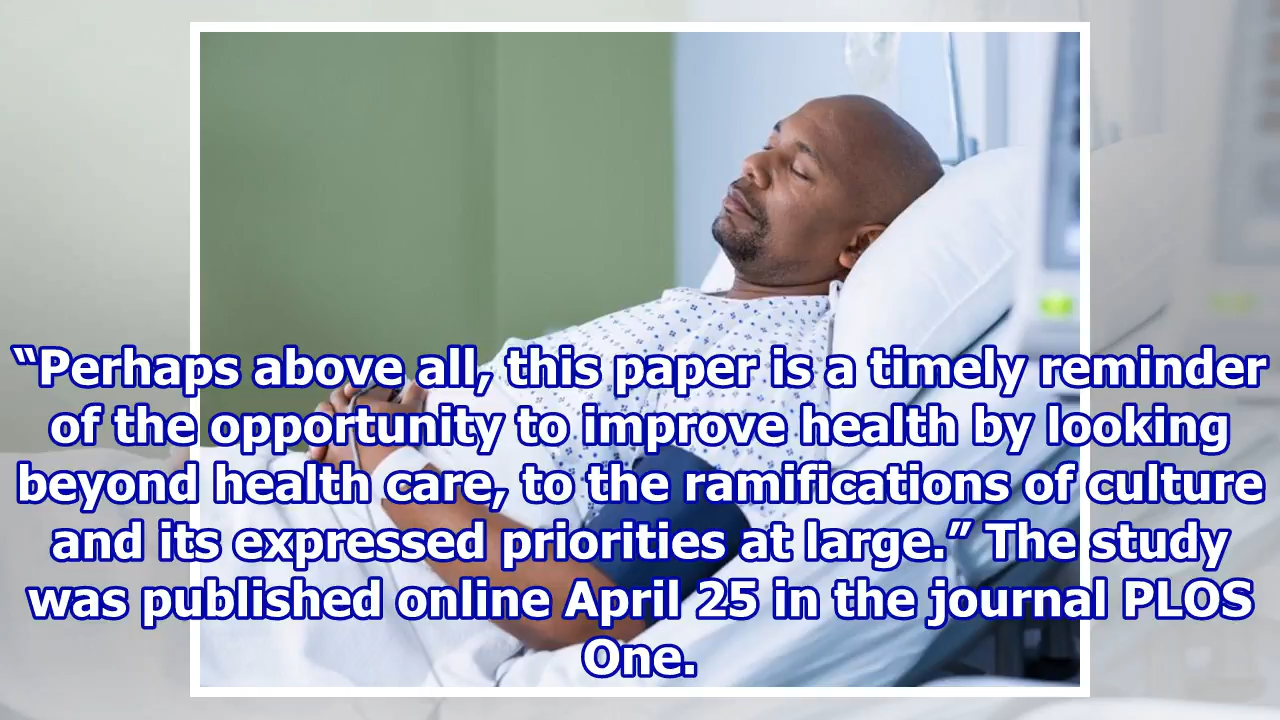 “Perhaps above all, this paper is a timely reminder
of the opportunity to improve health by looking
beyond health care, to the ramifications of culture
and its expressed priorities at large.” The study
was published online April 25 in the journal PLOS
One.